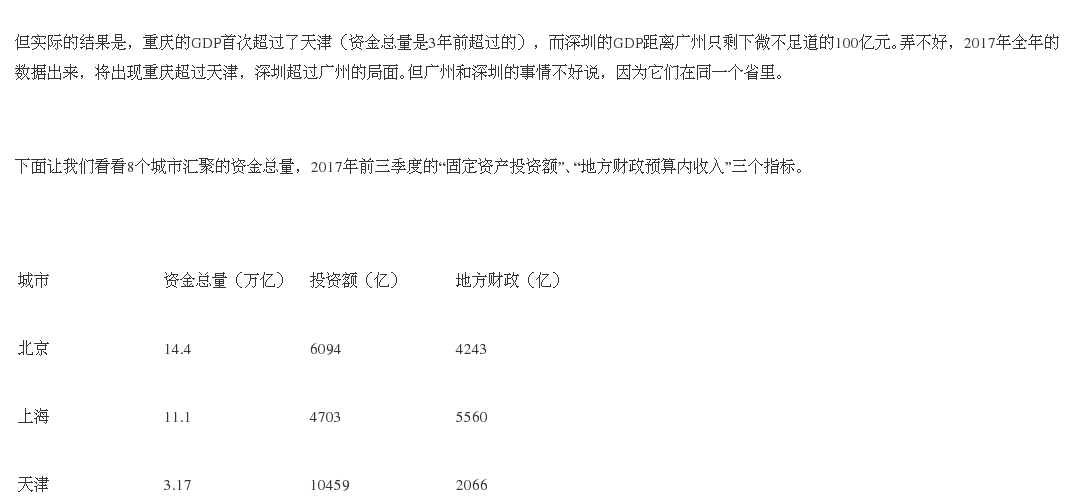 但实际的结果是，重庆的GDP首次超过了天津（资金总量是3年前超过的），而深圳的GDP距离广州只剩下微不足道的100亿元。弄不好，2017年全年的
数据出来，将出现重庆超过天津，深圳超过广州的局面。但广州和深圳的事情不好说，因为它们在同一个省里。
下面让我们看看8个城市汇聚的资金总量，2017年前三季度的“固定资产投资额”、“地方财政预算内收入”三个指标。
城市 资金总量（万亿） 投资额（亿） 地方财政（亿）
北京 14.4 6094 4243
上海 11.1 4703 5560
天津 3.17 10459 2066